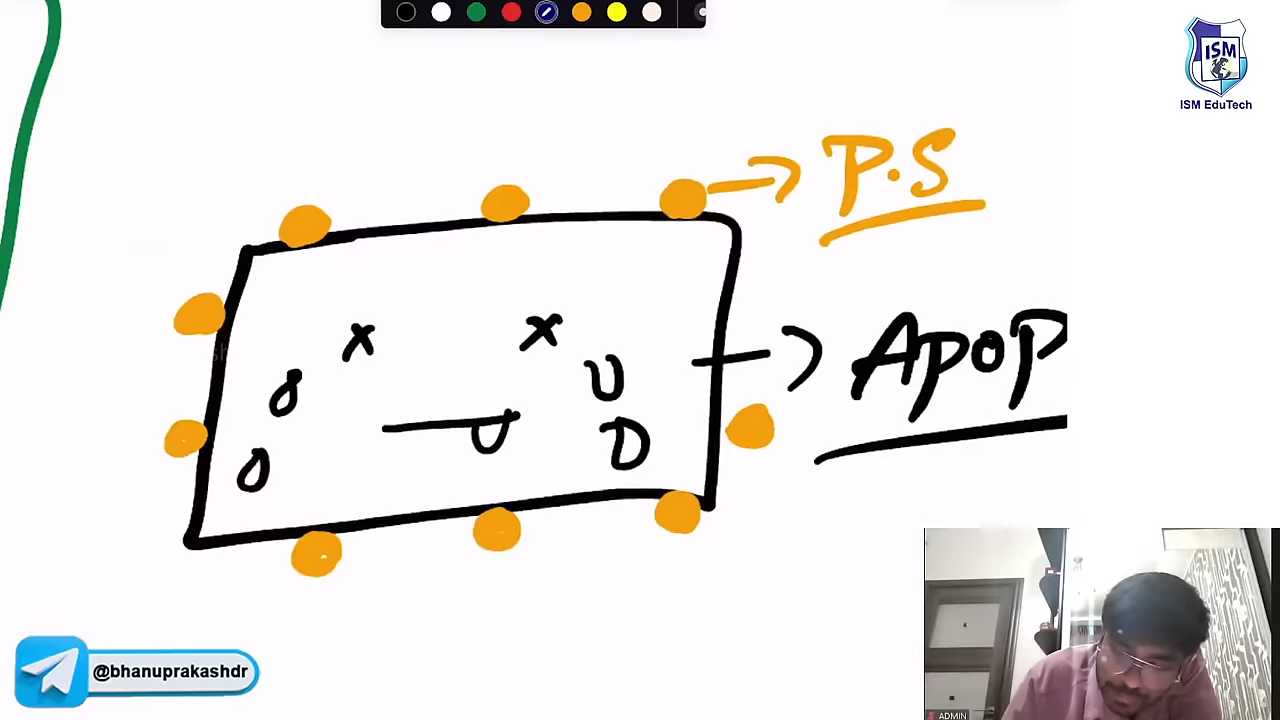 ISM
ISM EduTech
P.S
x x
U
U
D
APOP
@bhanuprakashdr
ADMIN